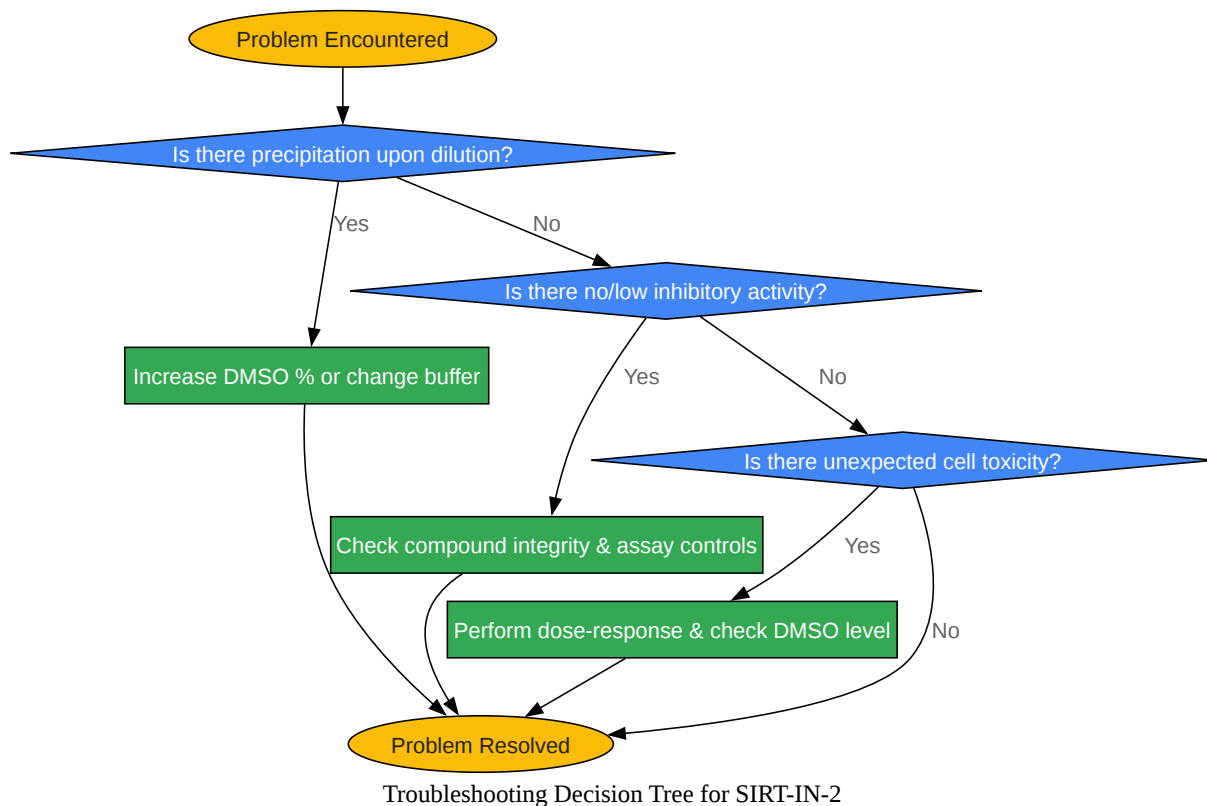 Problem Encountered
Is there precipitation upon dilution?
Yes
No
Is there no/low inhibitory activity?
Increase DMSO % or change buffer
Yes
No
Is there unexpected cell toxicity?
Check compound integrity & assay controls
Yes
Perform dose-response & check DMSO level
No
Problem Resolved
Troubleshooting Decision Tree for SIRT-IN-2